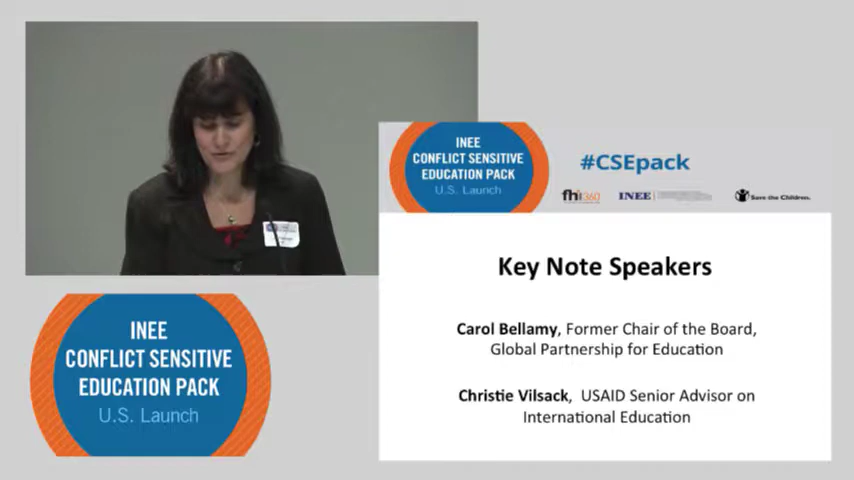 INEE
CONFLICT SENSITIVE
EDUCATION PACK
U.S. Launch
#CSEpack
fhi360
INEE
Save the Children.
Key Note Speakers
Carol Bellamy, Former Chair of the Board,
Global Partnership for Education
Christie Vilsack, USAID Senior Advisor on
International Education
INEE
CONFLICT SENSITIVE
EDUCATION PACK
U.S. Launch